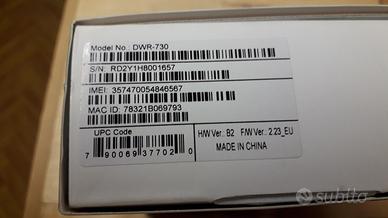 Model No.: DWR-730
S/N: RD2Y1H8001657
IMEI: 357470054846567
MAC ID: 78321B069793
UPC Code
7 90069 37702 0
H/W Ver.: B2 F/W Ver.: 2.23_EU
MADE IN CHINA
subito